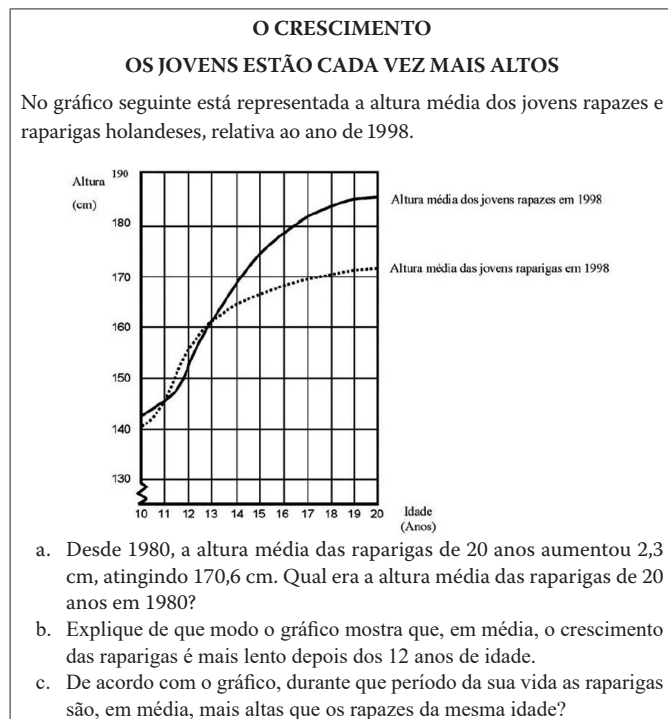 O CRESCIMENTO
OS JOVENS ESTÃO CADA VEZ MAIS ALTOS
No gráfico seguinte está representada a altura média dos jovens rapazes e
raparigas holandeses, relativa ao ano de 1998.
Altura
(cm)
190
180
170
160
150
140
130
Altura média dos jovens rapazes em 1998
Altura média das jovens raparigas em 1998
10 11 12 13 14 15 16 17 18 19 20
Idade
(Anos)
a. Desde 1980, a altura média das raparigas de 20 anos aumentou 2,3
cm, atingindo 170,6 cm. Qual era a altura média das raparigas de 20
anos em 1980?
b. Explique de que modo o gráfico mostra que, em média, o crescimento
das raparigas é mais lento depois dos 12 anos de idade.
c. De acordo com o gráfico, durante que período da sua vida as raparigas
são, em média, mais altas que os rapazes da mesma idade?